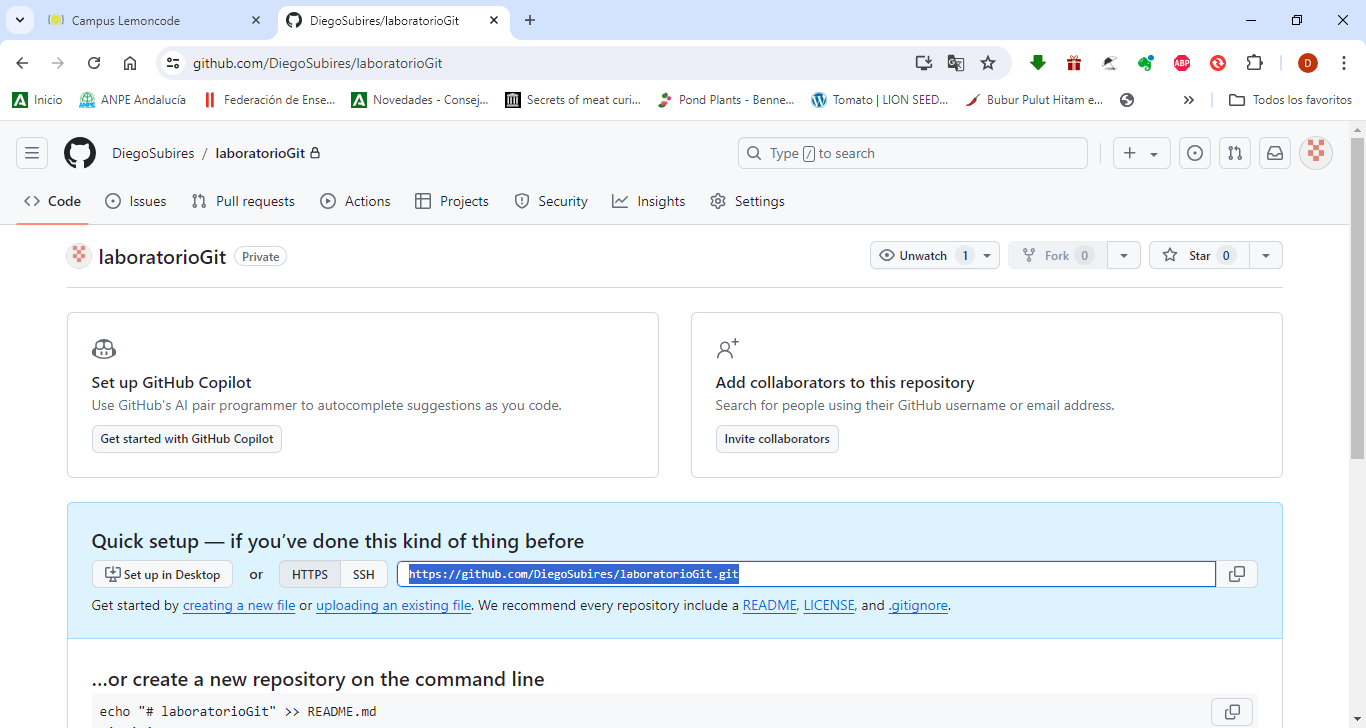 Campus Lemoncode
DiegoSubires/laboratorioGit
github.com/DiegoSubires/laboratorioGit
ABP
D
Inicio
ANPE Andalucía
Federación de Ense...
Novedades - Consej...
Secrets of meat curi...
Pond Plants - Benne...
Tomato | LION SEED...
Bubur Pulut Hitam e...
Todos los favoritos
DiegoSubires / laboratorioGit
Type / to search
Code
Issues
Pull requests
Actions
Projects
Security
Insights
Settings
laboratorioGit Private
Unwatch 1
Fork 0
Star 0
Set up GitHub Copilot
Use GitHub's AI pair programmer to autocomplete suggestions as you code.
Get started with GitHub Copilot
Add collaborators to this repository
Search for people using their GitHub username or email address.
Invite collaborators
Quick setup — if you’ve done this kind of thing before
Set up in Desktop or HTTPS SSH https://github.com/DiegoSubires/laboratorioGit.git
Get started by creating a new file or uploading an existing file. We recommend every repository include a README, LICENSE, and .gitignore.
…or create a new repository on the command line
echo "# laboratorioGit" >> README.md